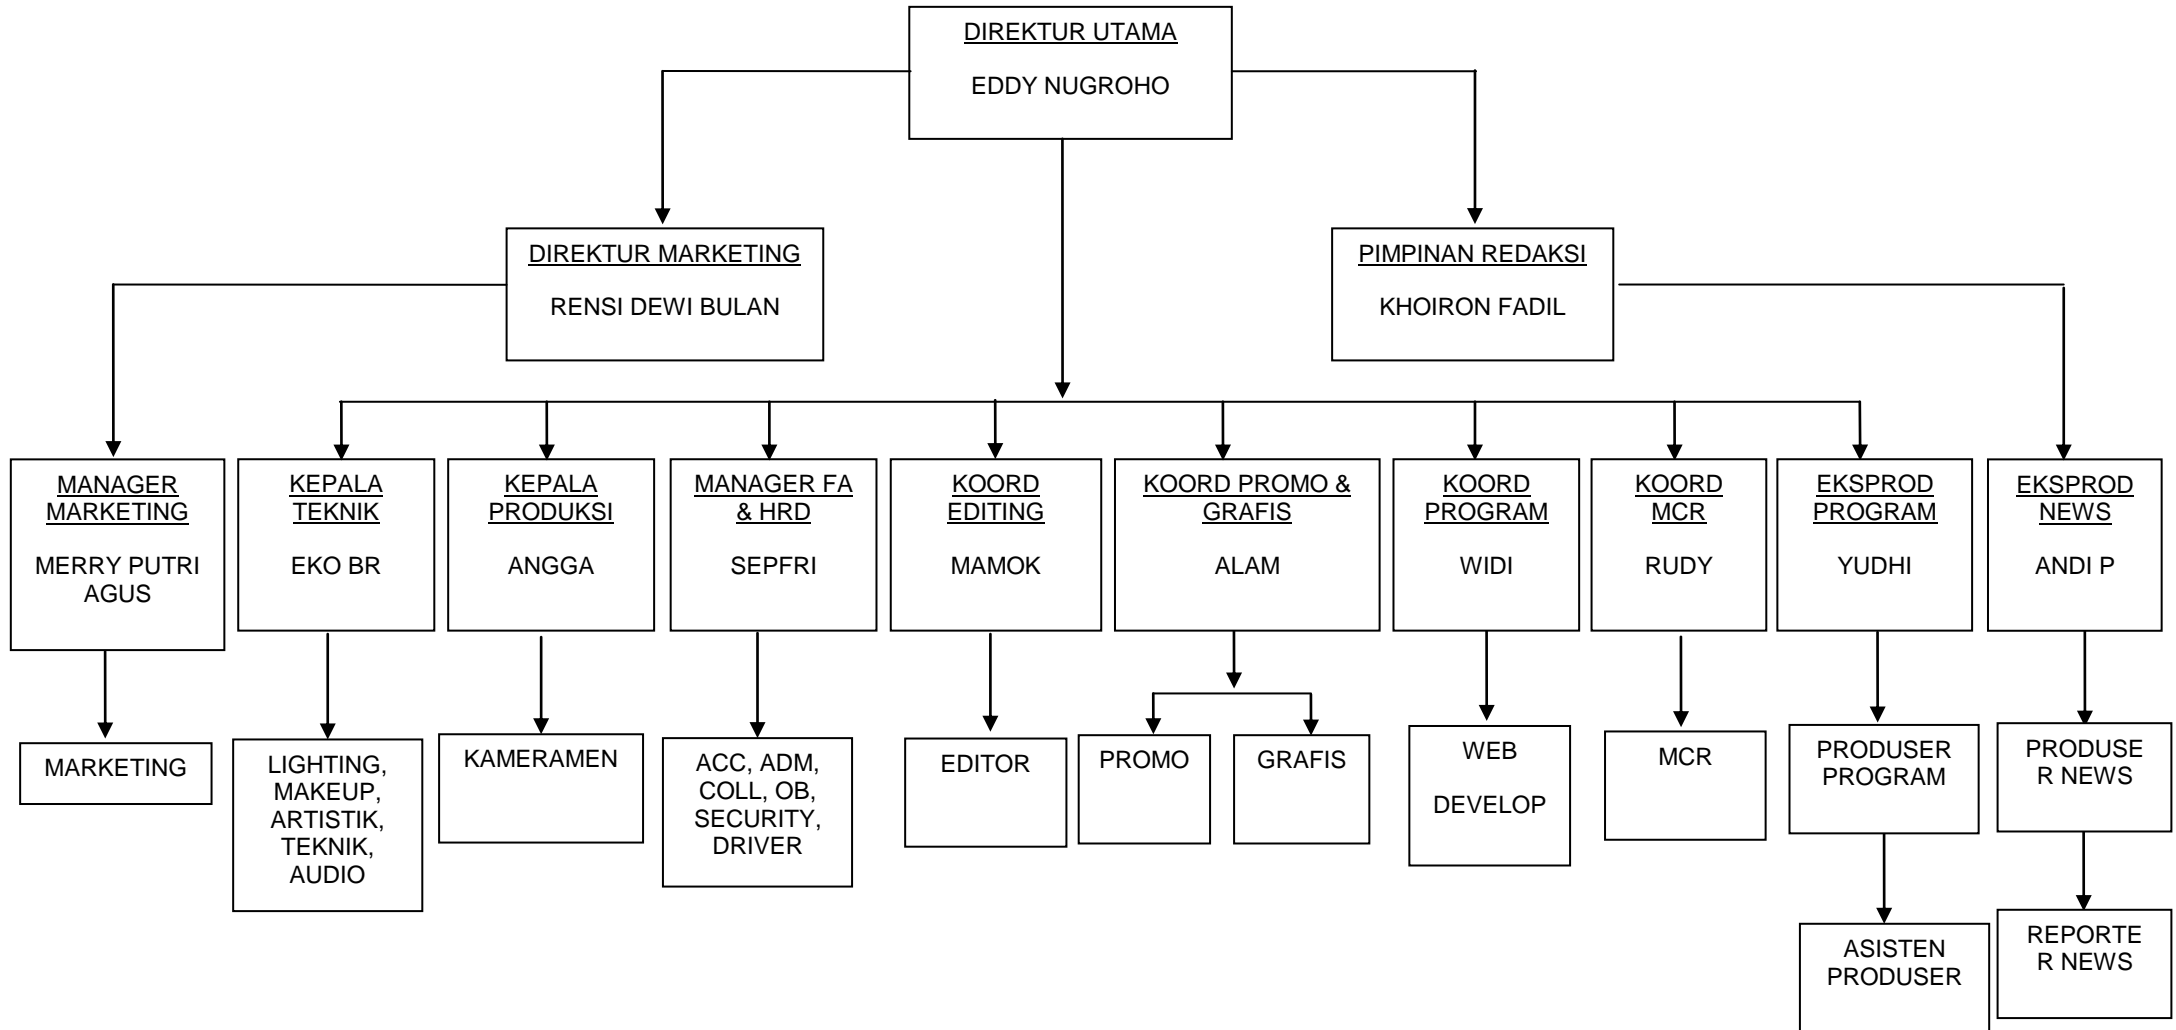 DIREKTUR UTAMA
EDDY NUGROHO
DIREKTUR MARKETING
RENSI DEWI BULAN
PIMPINAN REDAKSI
KHOIRON FADIL
MANAGER
MARKETING
MERRY PUTRI
AGUS
KEPALA
TEKNIK
EKO BR
KEPALA
PRODUKSI
ANGGA
MANAGER FA
& HRD
SEPFRI
KOORD
EDITING
MAMOK
KOORD PROMO &
GRAFIS
ALAM
KOORD
PROGRAM
WIDI
KOORD
MCR
RUDY
EKSPROD
PROGRAM
YUDHI
EKSPROD
NEWS
ANDI P
MARKETING
LIGHTING,
MAKEUP,
ARTISTIK,
TEKNIK,
AUDIO
KAMERAMEN
ACC, ADM,
COLL, OB,
SECURITY,
DRIVER
EDITOR
PROMO
GRAFIS
WEB
DEVELOP
MCR
PRODUSER
PROGRAM
PRODUSE
R NEWS
ASISTEN
PRODUSER
REPORTE
R NEWS